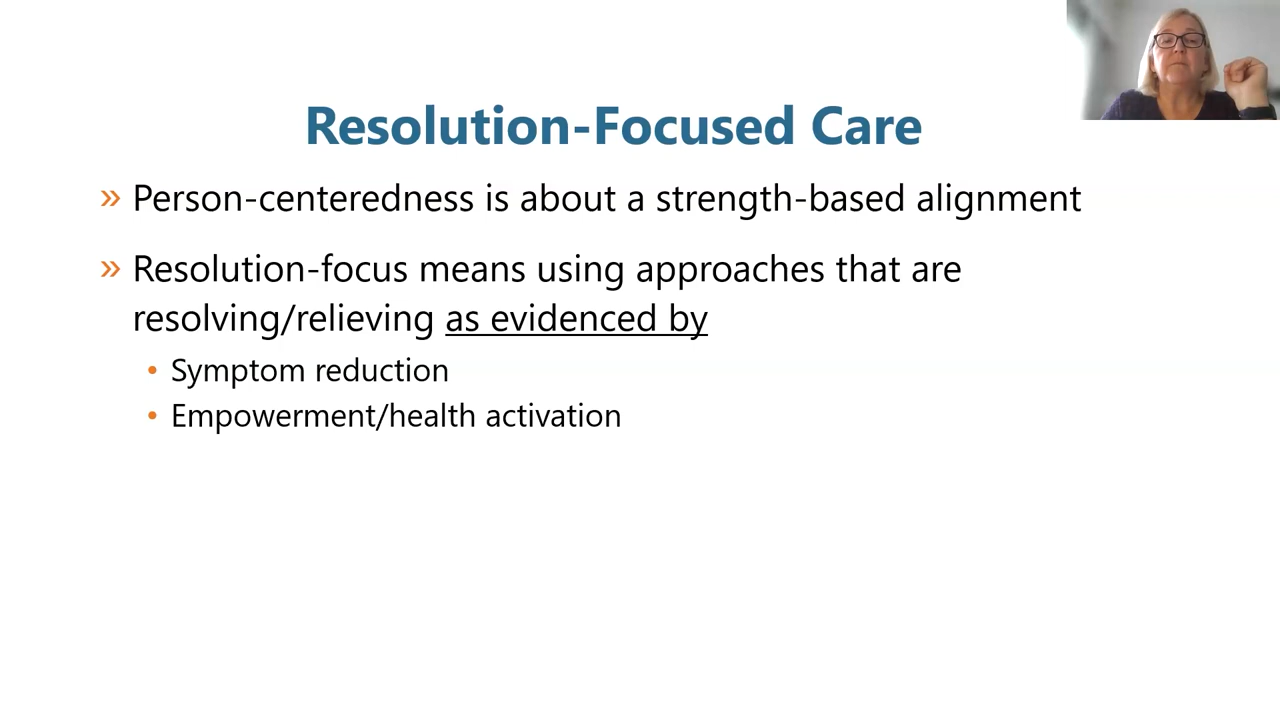 Resolution-Focused Care
» Person-centeredness is about a strength-based alignment
» Resolution-focus means using approaches that are
resolving/relieving as evidenced by
• Symptom reduction
• Empowerment/health activation